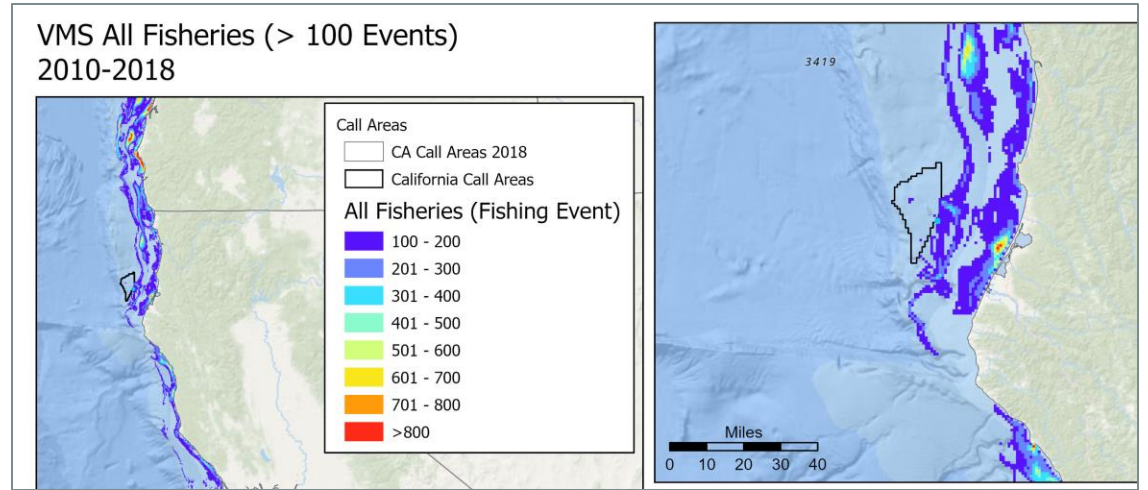 VMS All Fisheries (> 100 Events)
2010-2018
Call Areas
CA Call Areas 2018
California Call Areas
All Fisheries (Fishing Event)
100 - 200
201 - 300
301 - 400
401 - 500
501 - 600
601 - 700
701 - 800
>800
3419
Miles
0 10 20 30 40